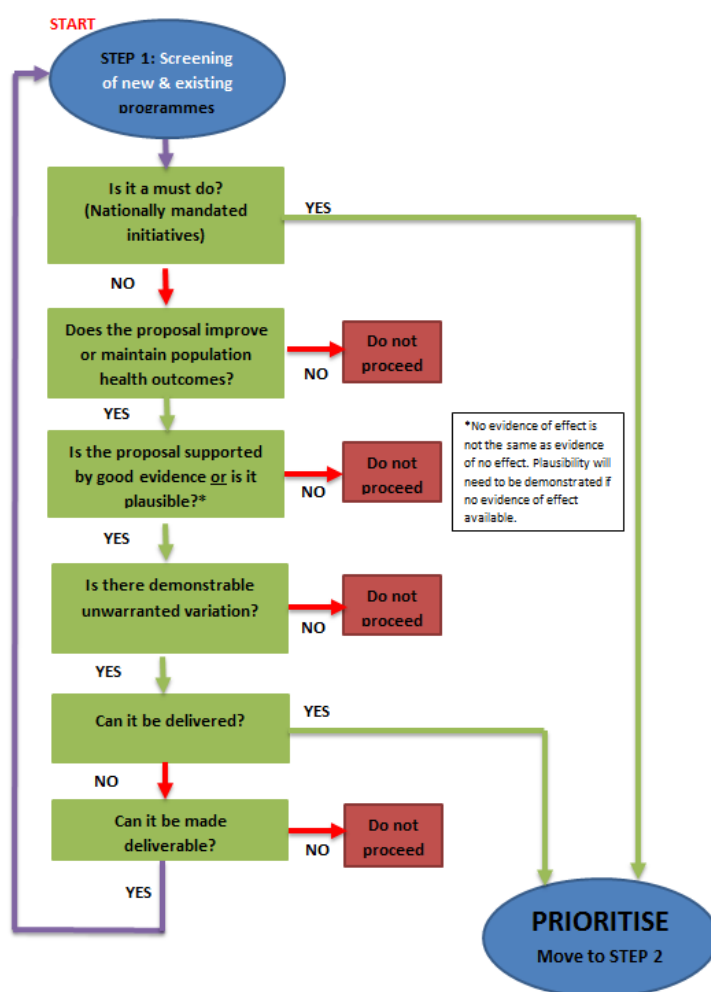 START
STEP 1: Screening
of new & existing
programmes
Is it a must do?
(Nationally mandated
initiatives)
YES
NO
Does the proposal improve
or maintain population
health outcomes?
Do not
proceed
NO
YES
Is the proposal supported
by good evidence or is it
plausible?*
Do not
proceed
NO
*No evidence of effect is
not the same as evidence
of no effect. Plausibility will
need to be demonstrated if
no evidence of effect
available.
YES
Is there demonstrable
unwarranted variation?
Do not
proceed
NO
YES
Can it be delivered?
YES
NO
Can it be made
deliverable?
Do not
proceed
NO
YES
PRIORITISE
Move to STEP 2